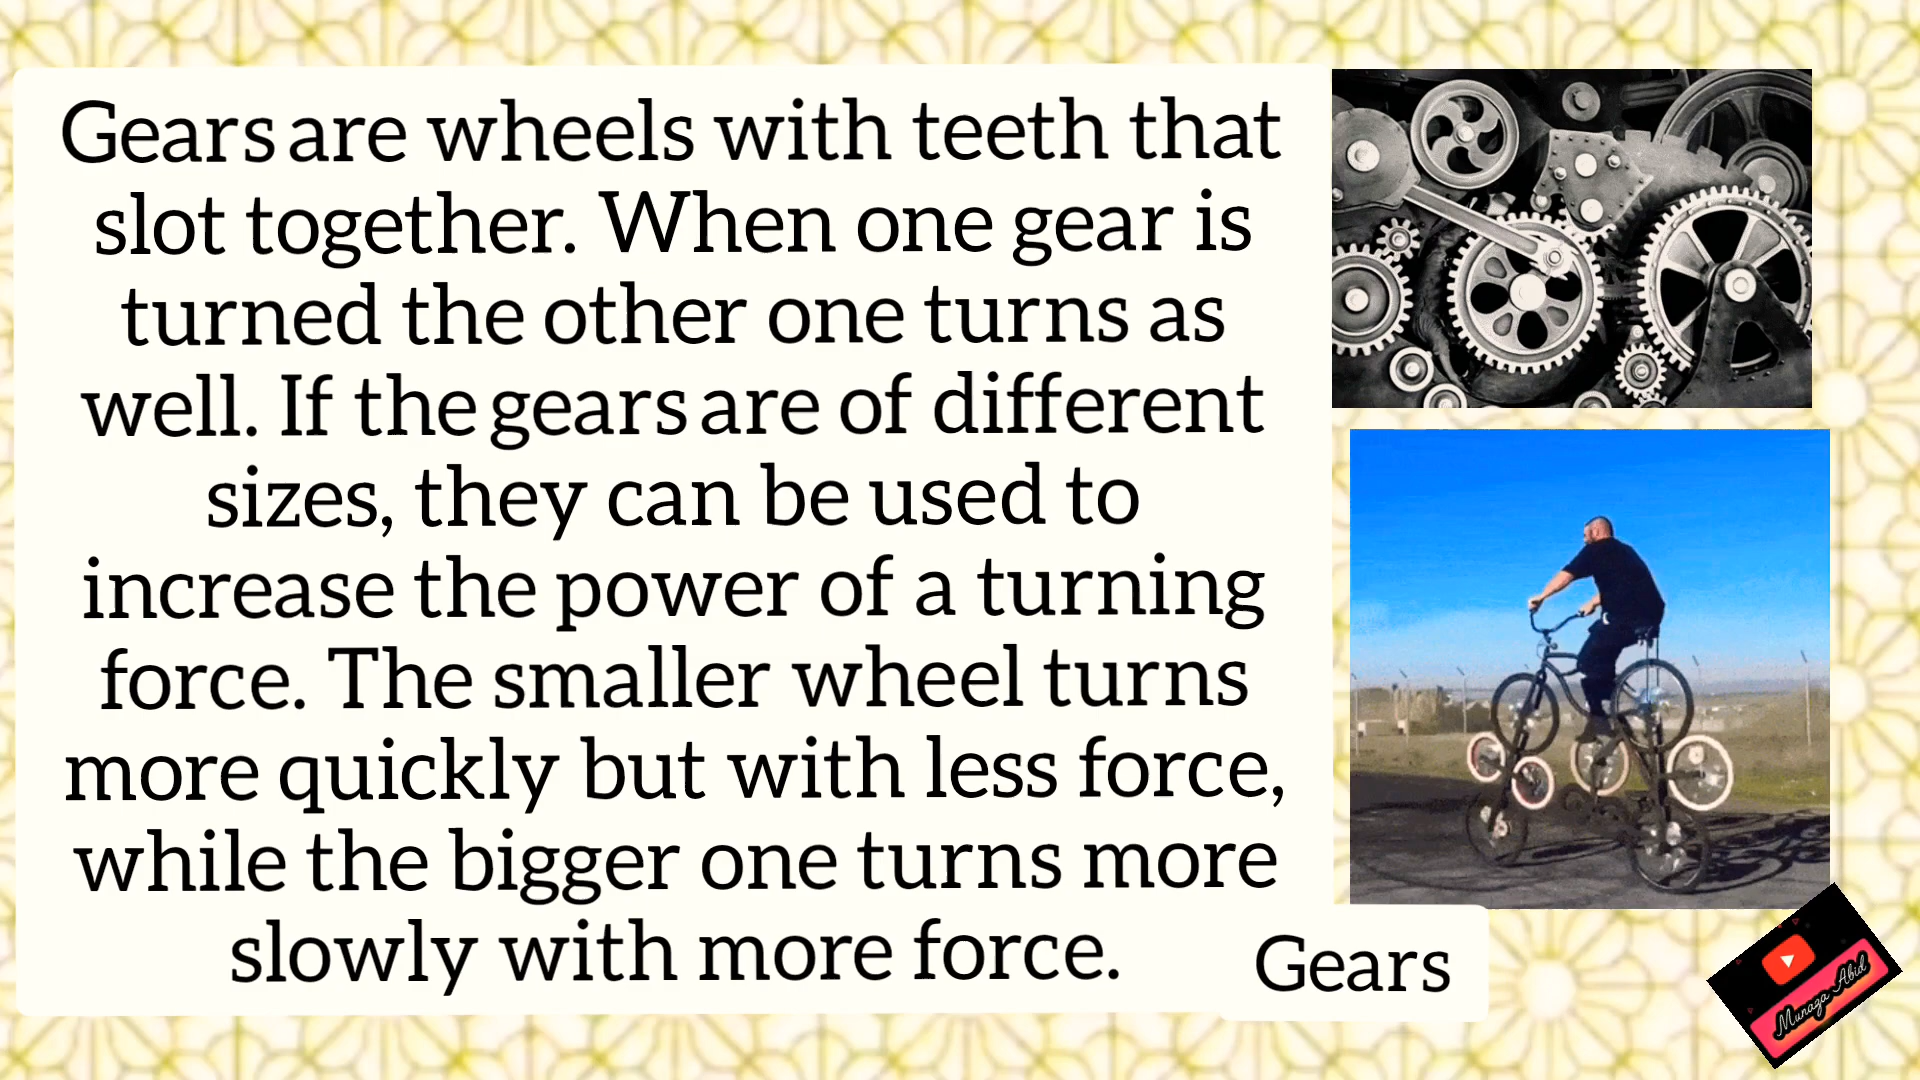 Gears are wheels with teeth that
slot together. When one gear is
turned the other one turns as
well. If the gears are of different
sizes, they can be used to
increase the power of a turning
force. The smaller wheel turns
more quickly but with less force,
while the bigger one turns more
slowly with more force.
Gears
Munaza Abid